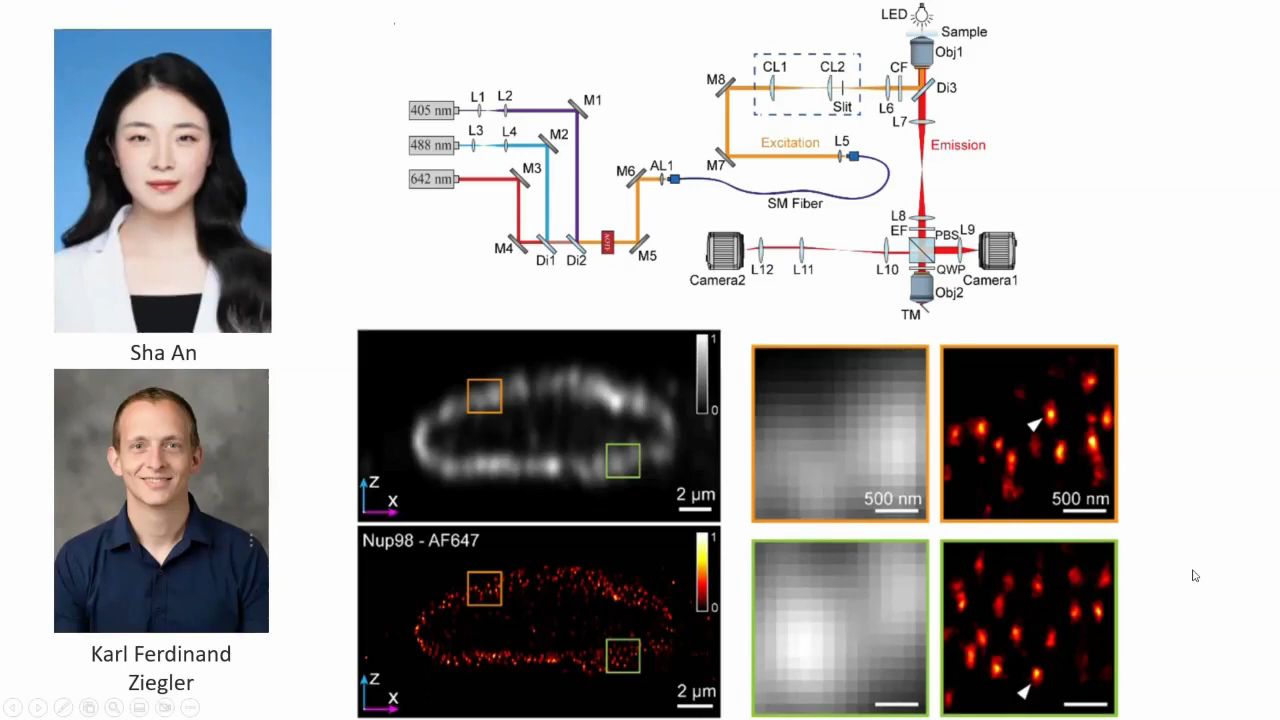 Sha An
Karl Ferdinand
Ziegler
405 nm
L1
L2
M1
488 nm
L3
L4
M2
642 nm
M3
M4
Di1
Di2
AOTF
M5
M6
AL1
SM Fiber
L5
M7
Excitation
M8
CL1
CL2
Slit
L6
CF
LED
Sample
Obj1
Di3
L7
Emission
L8
EF
PBS
L9
Camera1
QWP
Obj2
TM
L10
L11
L12
Camera2
1
0
Z
X
2 µm
Nup98 - AF647
1
0
Z
X
2 µm
500 nm
500 nm